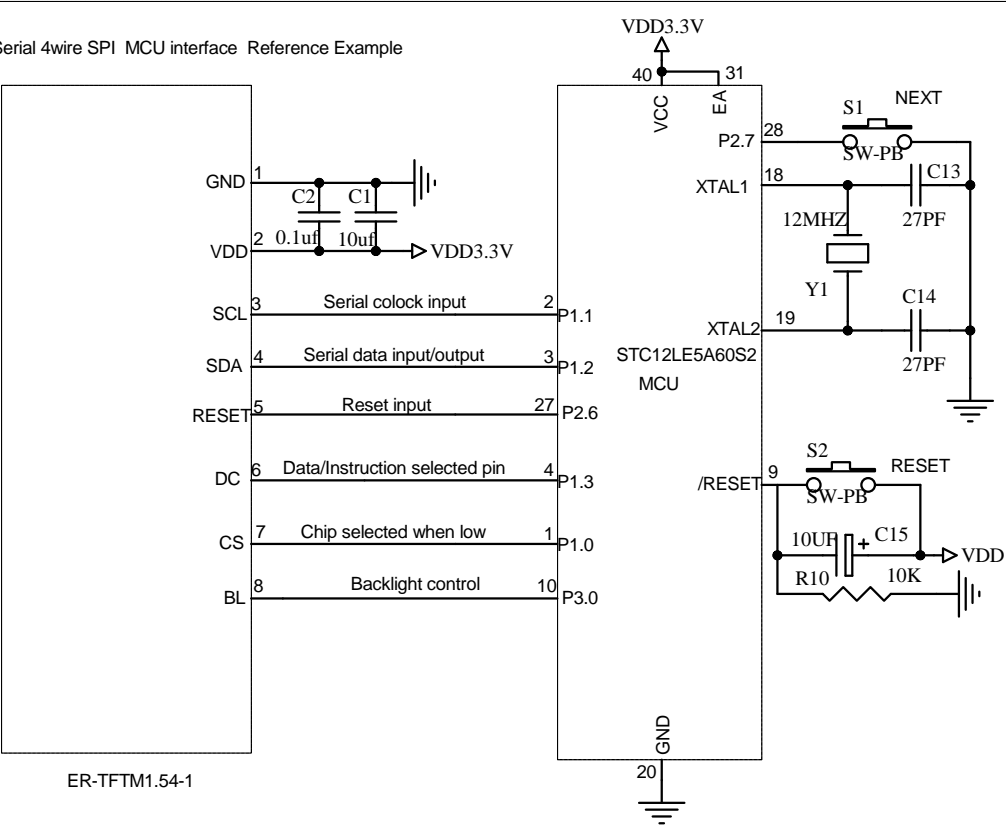 VDD3.3V
Serial 4wire SPI MCU interface Reference Example
40
31
VCC
EA
S1
NEXT
P2.7
28
SW-PB
GND
1
XTAL1
18
C13
C2
C1
12MHZ
27PF
0.1uf
10uf
VDD
2
VDD3.3V
Y1
C14
SCL
3
Serial colock input
2
P1.1
XTAL2
19
27PF
SDA
4
Serial data input/output
3
P1.2
STC12LE5A60S2
MCU
RESET
5
Reset input
27
P2.6
S2
RESET
DC
6
Data/Instruction selected pin
4
P1.3
/RESET
9
SW-PB
CS
7
Chip selected when low
1
P1.0
10UF
+
C15
VDD
BL
8
Backlight control
10
P3.0
R10
10K
GND
20
ER-TFTM1.54-1